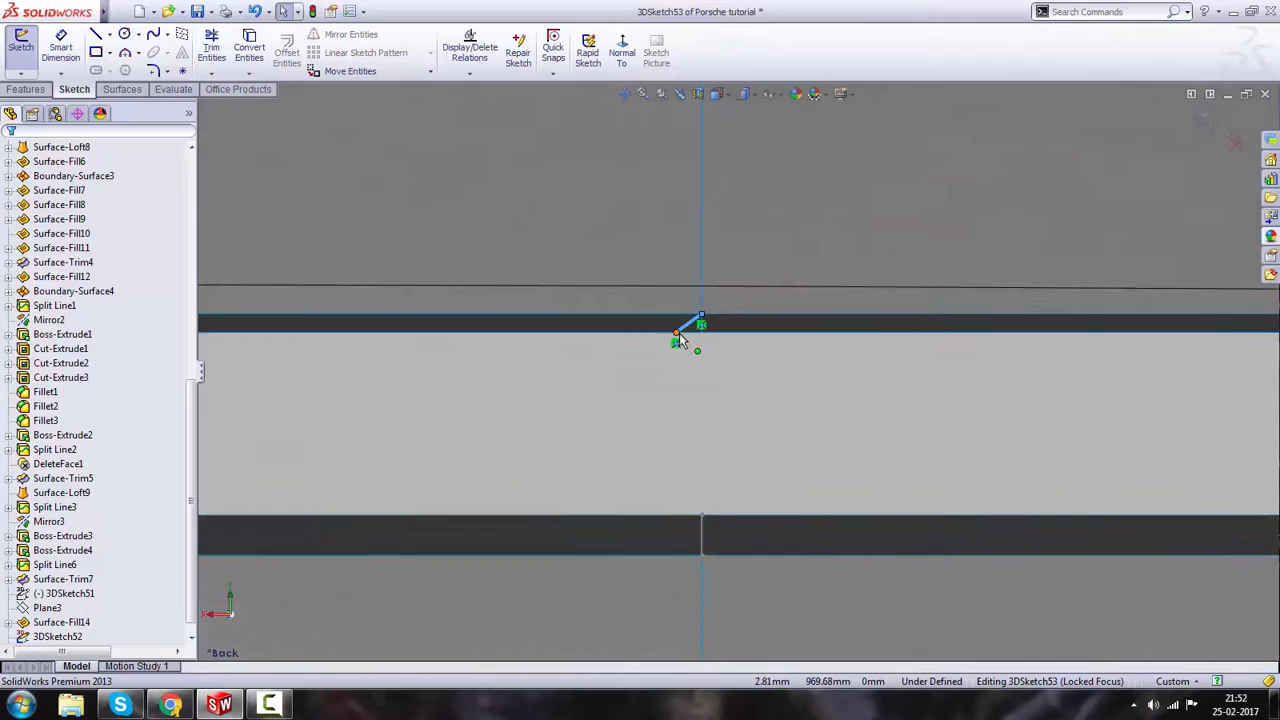 SOLIDWORKS
3DSketch53 of Porsche tutorial *
Search Commands
Sketch
Smart Dimension
Trim Entities
Convert Entities
Offset Entities
Mirror Entities
Linear Sketch Pattern
Move Entities
Display/Delete Relations
Repair Sketch
Quick Snaps
Rapid Sketch
Normal To
Sketch Picture
Features
Sketch
Surfaces
Evaluate
Office Products
Surface-Loft8
Surface-Fill6
Boundary-Surface3
Surface-Fill7
Surface-Fill8
Surface-Fill9
Surface-Fill10
Surface-Fill11
Surface-Trim4
Surface-Fill12
Boundary-Surface4
Split Line1
Mirror2
Boss-Extrude1
Cut-Extrude1
Cut-Extrude2
Cut-Extrude3
Fillet1
Fillet2
Fillet3
Boss-Extrude2
Split Line2
DeleteFace1
Surface-Trim5
Surface-Loft9
Split Line3
Mirror3
Boss-Extrude3
Boss-Extrude4
Split Line6
Surface-Trim7
(-) 3DSketch51
Plane3
Surface-Fill14
3DSketch52
*Back
Model
Motion Study 1
SolidWorks Premium 2013
2.81mm
969.68mm
0mm
Under Defined
Editing 3DSketch53 (Locked Focus)
Custom
21:52
25-02-2017